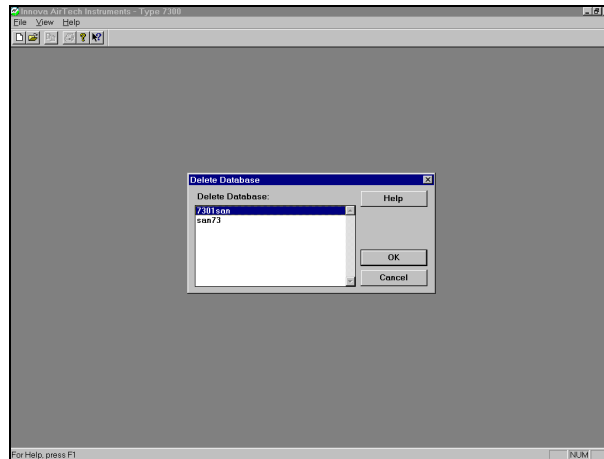 Innova AirTech Instruments - Type 7300
File View Help
Delete Database
Delete Database:
7301san
san73
Help
OK
Cancel
For Help, press F1
NUM